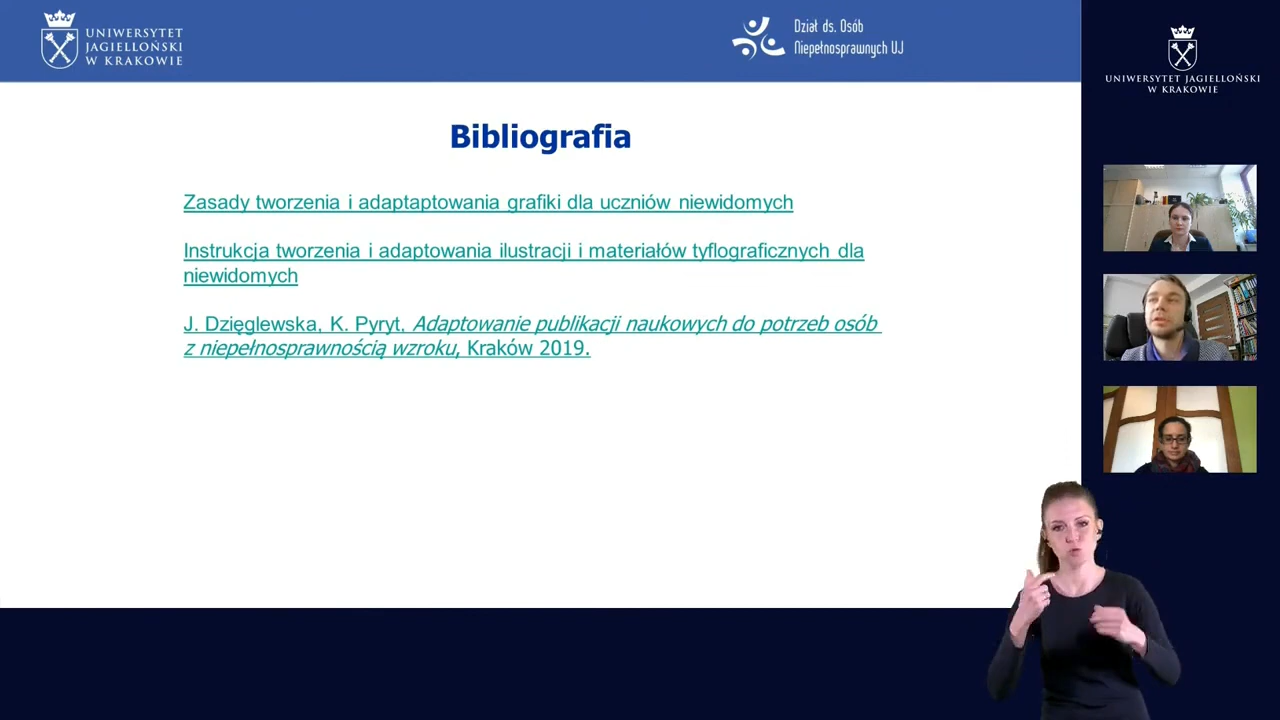 UNIWERSYTET
JAGIELLOŃSKI
W KRAKOWIE
Dział ds. Osób
Niepełnosprawnych UJ
UNIWERSYTET JAGIELLOŃSKI
W KRAKOWIE
Bibliografia
Zasady tworzenia i adaptaptowania grafiki dla uczniów niewidomych
Instrukcja tworzenia i adaptowania ilustracji i materiałów tyflograficznych dla
niewidomych
J. Dzięglewska, K. Pyryt, Adaptowanie publikacji naukowych do potrzeb osób
z niepełnosprawnością wzroku, Kraków 2019.